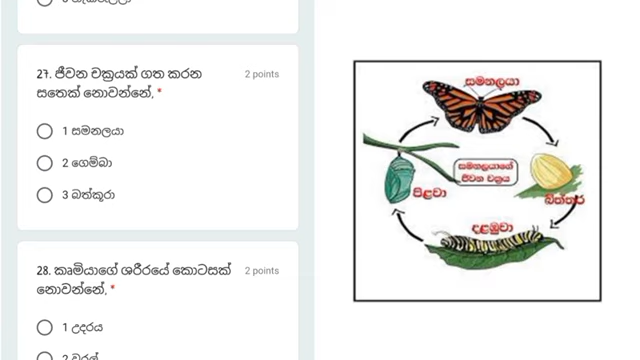 27. ජීවන චක්‍රයක් ගත කරන
සතෙක් නොවන්නේ, *
2 points
1 සමනලයා
2 ගෙම්බා
3 බත්කූරා
28. කෘමියාගේ ශරීරයේ කොටසක්
නොවන්නේ, *
2 points
1 උදරය
සමනලයා
සමනලයාගේ
ජීවන චක්‍රය
පිළවා
බිත්තර
දළඹුවා